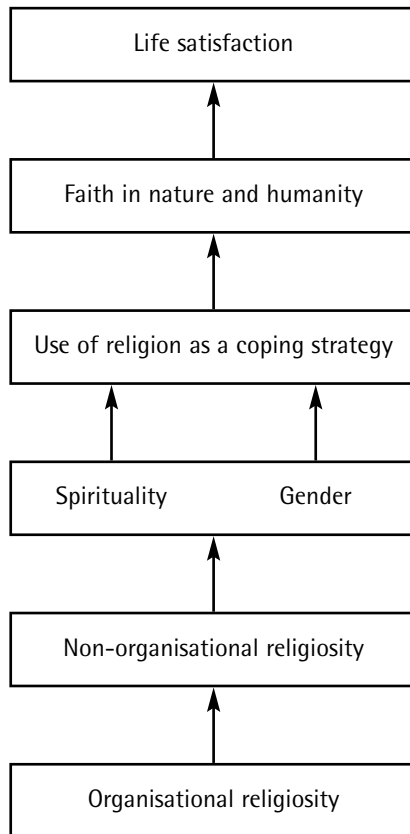 Life satisfaction
Faith in nature and humanity
Use of religion as a coping strategy
Spirituality Gender
Non-organisational religiosity
Organisational religiosity